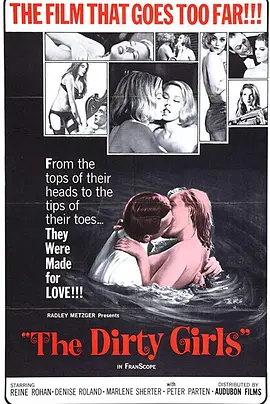 THE FILM THAT GOES TOO FAR!!!
From the
tops of their
heads to the
tips of
their toes...
They
Were
Made
for
LOVE!!!
RADLEY METZGER Presents
"The Dirty Girls"
IN FRANSCOPE
STARRING
REINE ROHAN · DENISE ROLAND · MARLENE SHERTER · with PETER PARTEN · DISTRIBUTED BY AUDUBON FILMS